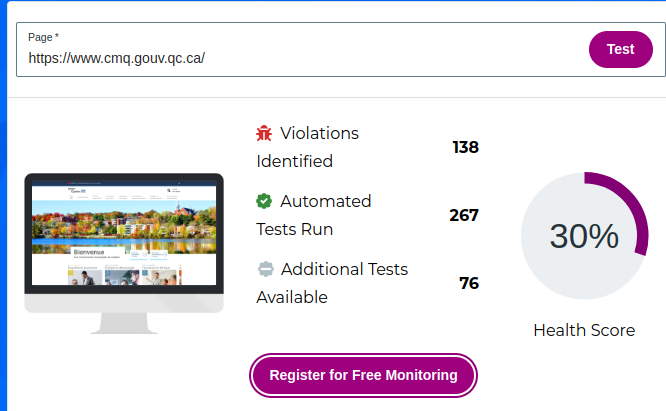 Page *
https://www.cmq.gouv.qc.ca/
Test
Violations
Identified
138
Automated
Tests Run
267
Additional Tests
Available
76
30%
Health Score
Bienvenue
Register for Free Monitoring